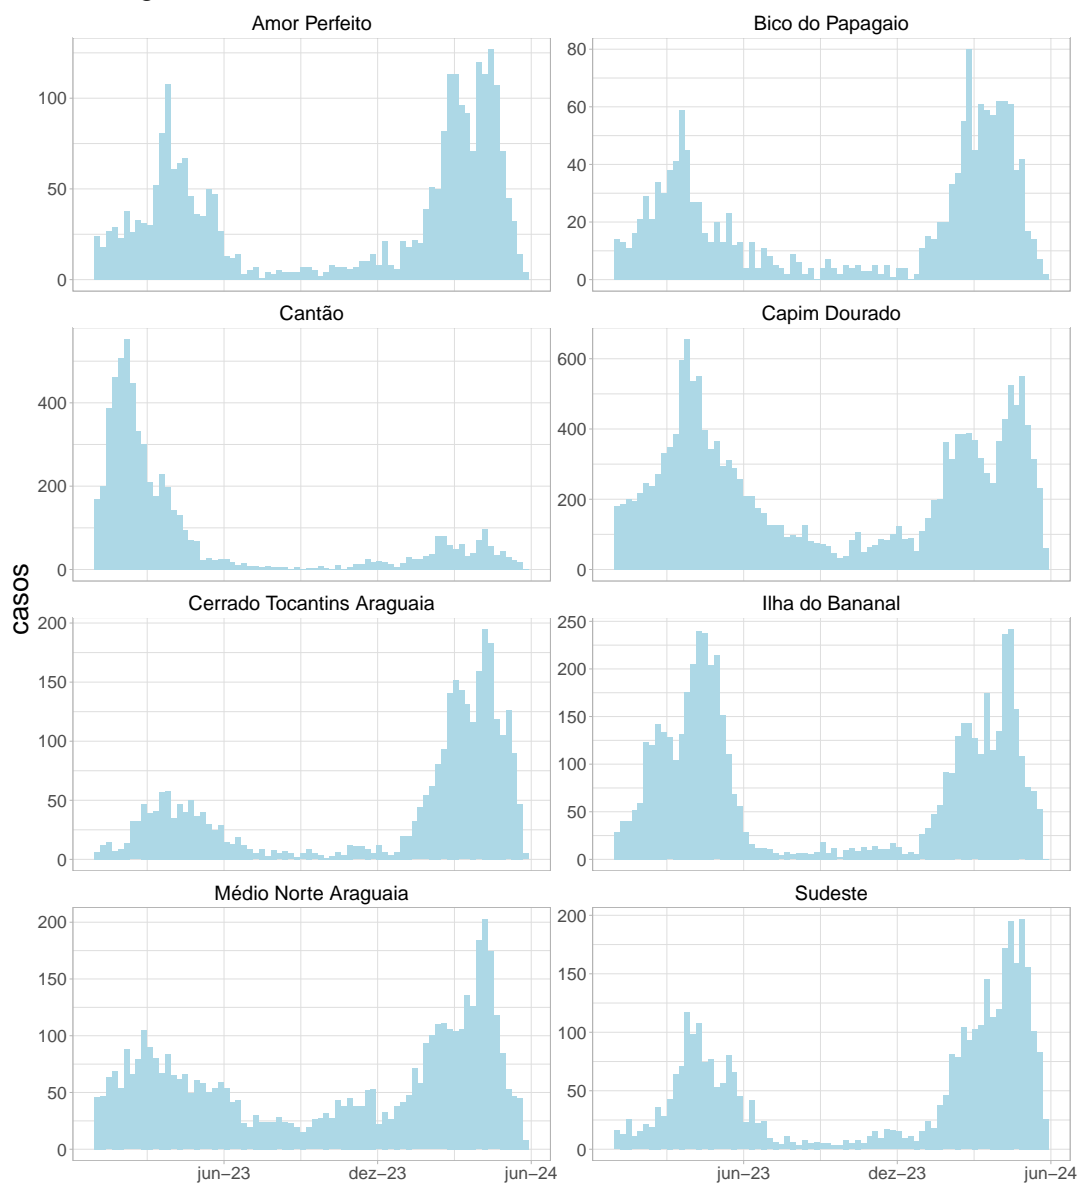 Amor Perfeito
Bico do Papagaio
100
50
0
80
60
40
20
0
Cantão
Capim Dourado
400
200
0
600
400
200
0
casos
Cerrado Tocantins Araguaia
Ilha do Bananal
200
150
100
50
0
250
200
150
100
50
0
Médio Norte Araguaia
Sudeste
200
150
100
50
0
200
150
100
50
0
jun−23
dez−23
jun−24
jun−23
dez−23
jun−24